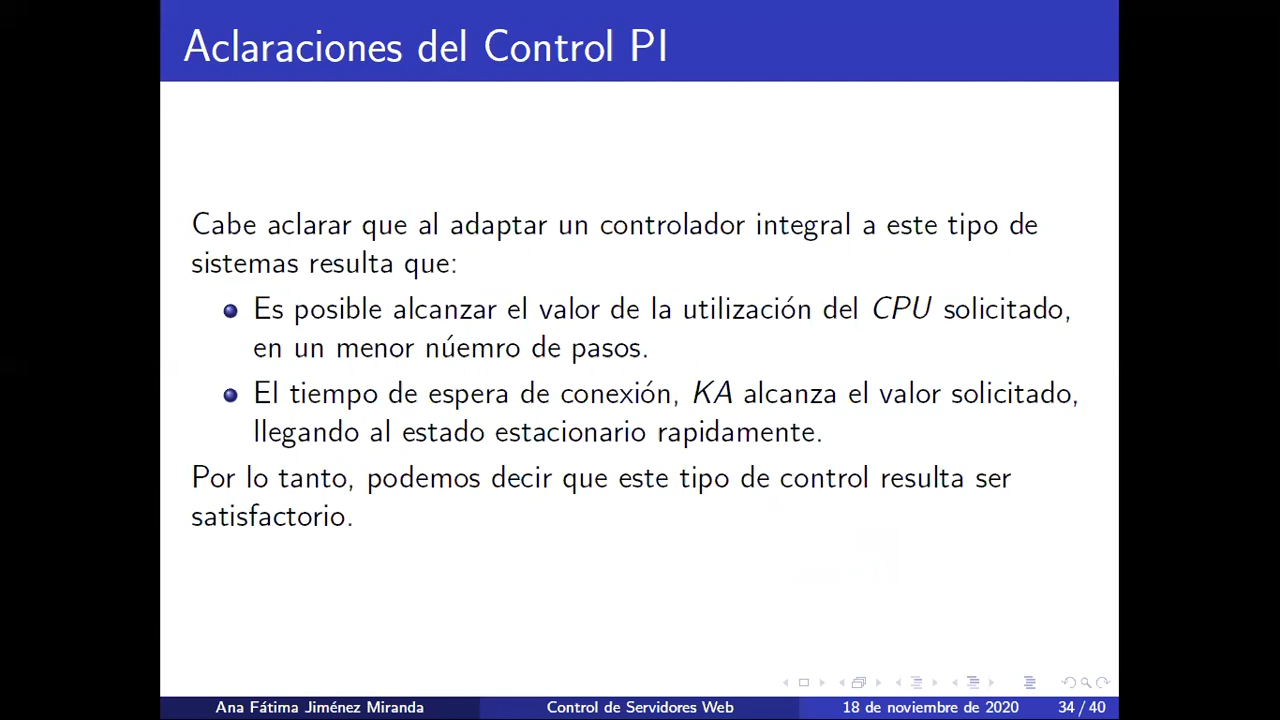 Aclaraciones del Control PI
Cabe aclarar que al adaptar un controlador integral a este tipo de
sistemas resulta que:
Es posible alcanzar el valor de la utilización del CPU solicitado,
en un menor núemro de pasos.
El tiempo de espera de conexión, KA alcanza el valor solicitado,
llegando al estado estacionario rapidamente.
Por lo tanto, podemos decir que este tipo de control resulta ser
satisfactorio.
Ana Fátima Jiménez Miranda Control de Servidores Web 18 de noviembre de 2020 34 / 40